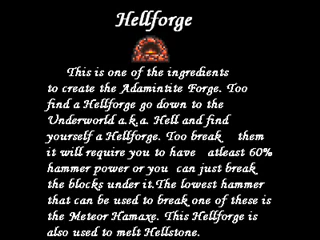 Hellforge
This is one of the ingredients
to create the Adamintite Forge. Too
find a Hellforge go down to the
Underworld a.k.a. Hell and find
yourself a Hellforge. Too break them
it will require you to have atleast 60%
hammer power or you can just break
the blocks under it.The lowest hammer
that can be used to break one of these is
the Meteor Hamaxe. This Hellforge is
also used to melt Hellstone.